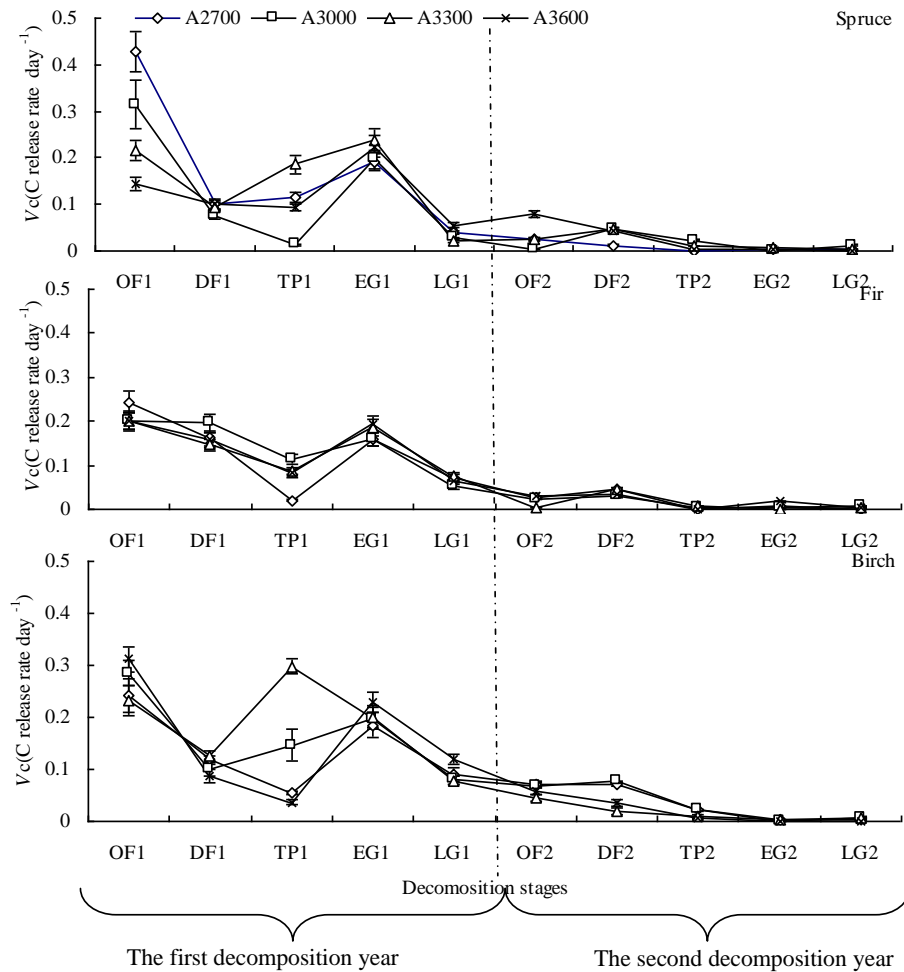 A2700 A3000 A3300 A3600
Spruce
Vc(C release rate day -1)
0.5
0.4
0.3
0.2
0.1
0
OF1 DF1 TP1 EG1 LG1 OF2 DF2 TP2 EG2 LG2
Fir
Vc(C release rate day -1)
0.5
0.4
0.3
0.2
0.1
0
OF1 DF1 TP1 EG1 LG1 OF2 DF2 TP2 EG2 LG2
Birch
Vc(C release rate day -1)
0.5
0.4
0.3
0.2
0.1
0
OF1 DF1 TP1 EG1 LG1 OF2 DF2 TP2 EG2 LG2
Decomosition stages
The first decomposition year The second decomposition year